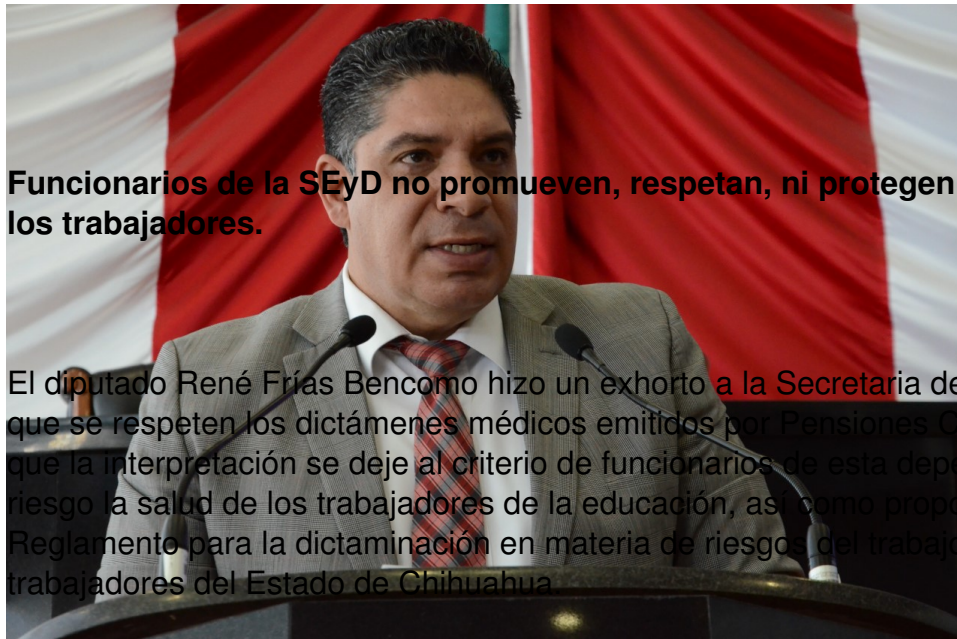 Funcionarios de la SEyD no promueven, respetan, ni protegen
los trabajadores.
El diputado René Frías Bencomo hizo un exhorto a la Secretaria de
que se respeten los dictámenes médicos emitidos por Pensiones
que la interpretación se deje al criterio de funcionarios de esta
riesgo la salud de los trabajadores de la educación, así como
Reglamento para la dictaminación en materia de riesgos del
trabajadores del Estado de Chihuahua.